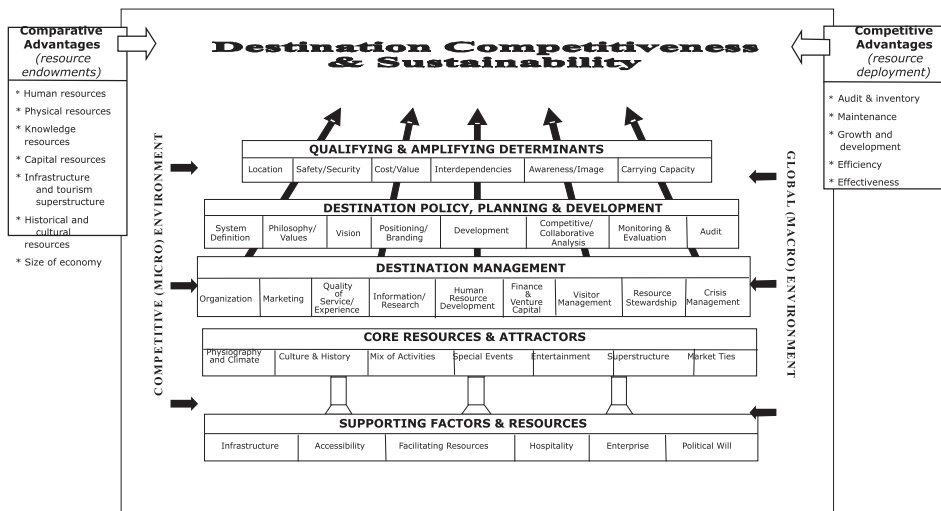 Comparative
Advantages
(resource
endowments)
* Human resources
* Physical resources
* Knowledge
resources
* Capital resources
* Infrastructure
and tourism
superstructure
* Historical and
cultural
resources
* Size of economy
Destination Competitiveness
& Sustainability
Competitive
Advantages
(resource
deployment)
* Audit & inventory
* Maintenance
* Growth and
development
* Efficiency
* Effectiveness
COMPETITIVE (MICRO) ENVIRONMENT
GLOBAL (MACRO) ENVIRONMENT
QUALIFYING & AMPLIFYING DETERMINANTS
Location
Safety/Security
Cost/Value
Interdependencies
Awareness/Image
Carrying Capacity
DESTINATION POLICY, PLANNING & DEVELOPMENT
System
Definition
Philosophy/
Values
Vision
Positioning/
Branding
Development
Competitive/
Collaborative
Analysis
Monitoring &
Evaluation
Audit
DESTINATION MANAGEMENT
Organization
Marketing
Quality
of
Service/
Experience
Information/
Research
Human
Resource
Development
Finance
&
Venture
Capital
Visitor
Management
Resource
Stewardship
Crisis
Management
CORE RESOURCES & ATTRACTORS
Physiography
and Climate
Culture & History
Mix of Activities
Special Events
Entertainment
Superstructure
Market Ties
SUPPORTING FACTORS & RESOURCES
Infrastructure
Accessibility
Facilitating Resources
Hospitality
Enterprise
Political Will